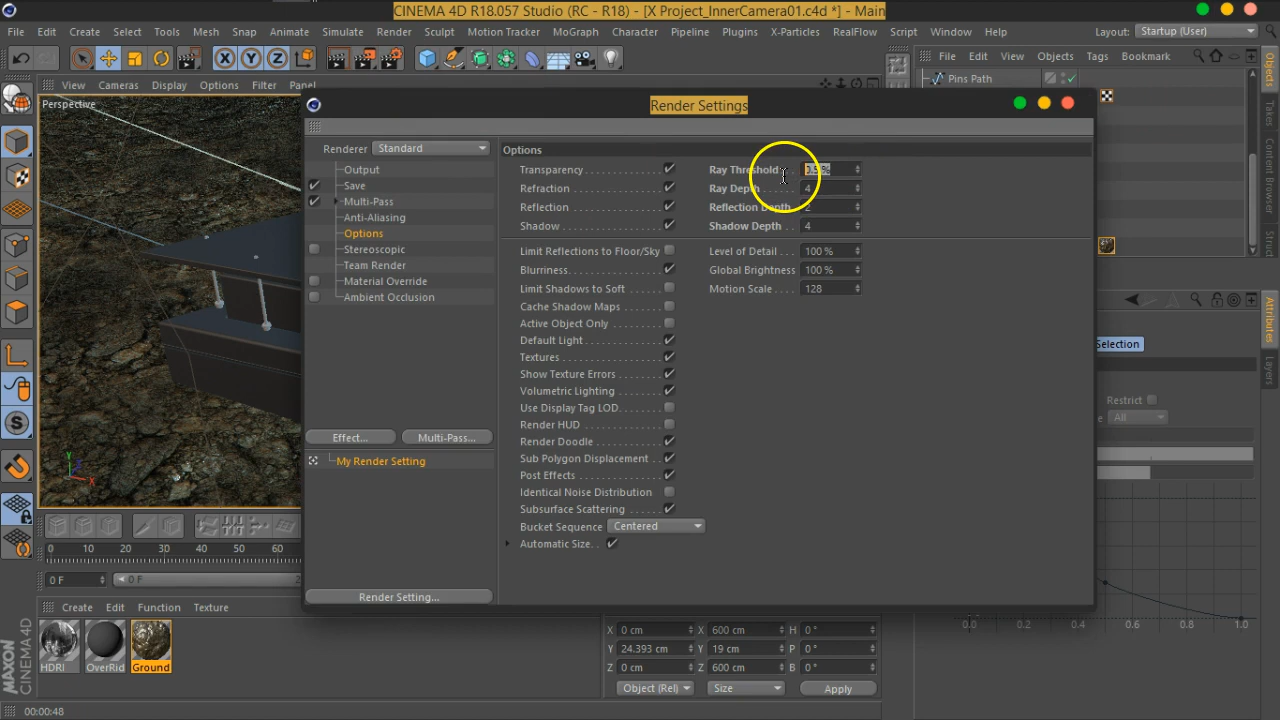 CINEMA 4D R18.057 Studio (RC - R18) - [X Project_InnerCamera01.c4d *] - Main
File Edit Create Select Tools Mesh Snap Animate Simulate Render Sculpt Motion Tracker MoGraph Character Pipeline Plugins X-Particles RealFlow Script Window Help Layout: Startup (User)
File Edit View Objects Tags Bookmark
View Cameras Display Options Filter Panel
Pins Path
Perspective
Render Settings
Objects
Takes
Attributes
Layers
Renderer Standard
Output
Save
Multi-Pass
Anti-Aliasing
Options
Stereoscopic
Team Render
Material Override
Ambient Occlusion
Effect... Multi-Pass...
My Render Setting
Render Setting...
Options
Transparency Ray Threshold
Refraction Ray Depth 4
Reflection Reflection Depth 2
Shadow Shadow Depth 4
Limit Reflections to Floor/Sky Level of Detail 100 %
Blurriness Global Brightness 100 %
Limit Shadows to Soft Motion Scale 128
Cache Shadow Maps
Active Object Only
Default Light
Textures
Show Texture Errors
Volumetric Lighting
Use Display Tag LOD
Render HUD
Render Doodle
Sub Polygon Displacement
Post Effects
Identical Noise Distribution
Subsurface Scattering
Bucket Sequence Centered
Automatic Size
Selection
Restrict
All
0.0 0.2 0.4 0.6 0.8 1.0
0 10 20 30 40 50 60
0 F 0 F
Create Edit Function Texture
HDRI OverRid Ground
X 0 cm X 600 cm H 0 °
Y 24.393 cm Y 19 cm P 0 °
Z 0 cm Z 600 cm B 0 °
Object (Rel) Size Apply
MAXON
CINEMA 4D
00:00:48